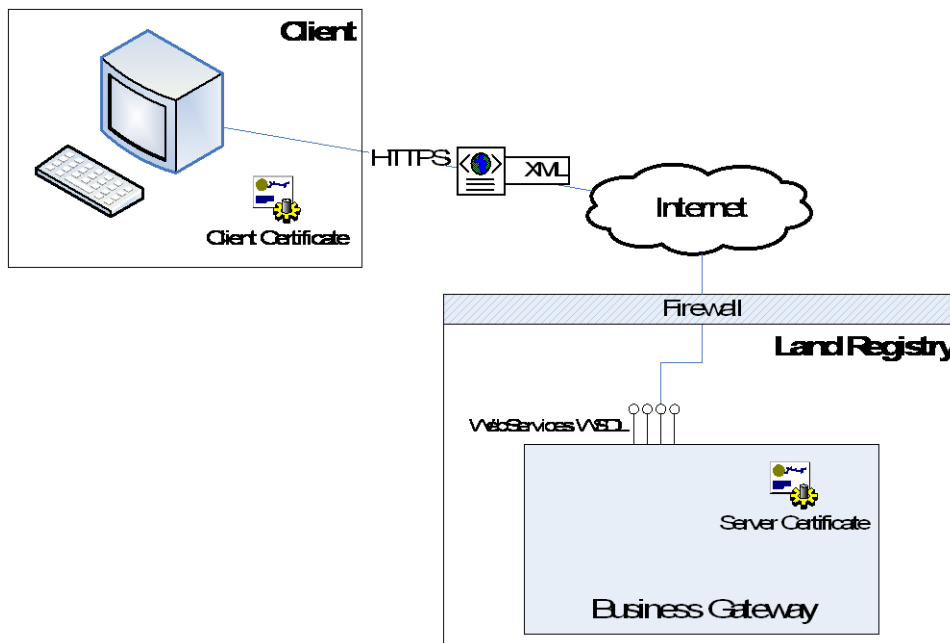 Client
HTTPS
XML
Client Certificate
Internet
Firewall
Land Registry
WebServices WSDL
Server Certificate
Business Gateway